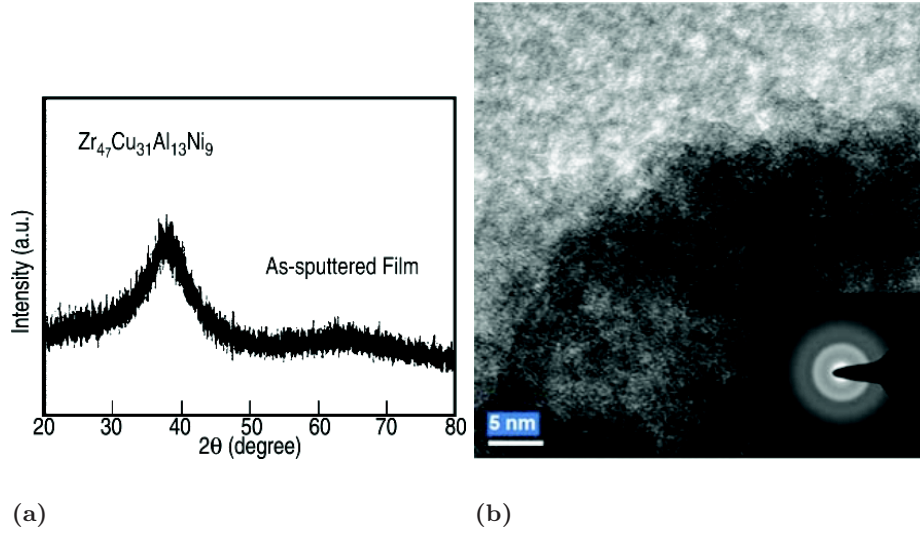 Zr47Cu31Al13Ni9
As-sputtered Film
Intensity (a.u.)
20 30 40 50 60 70 80
2θ (degree)
5 nm
(a) (b)